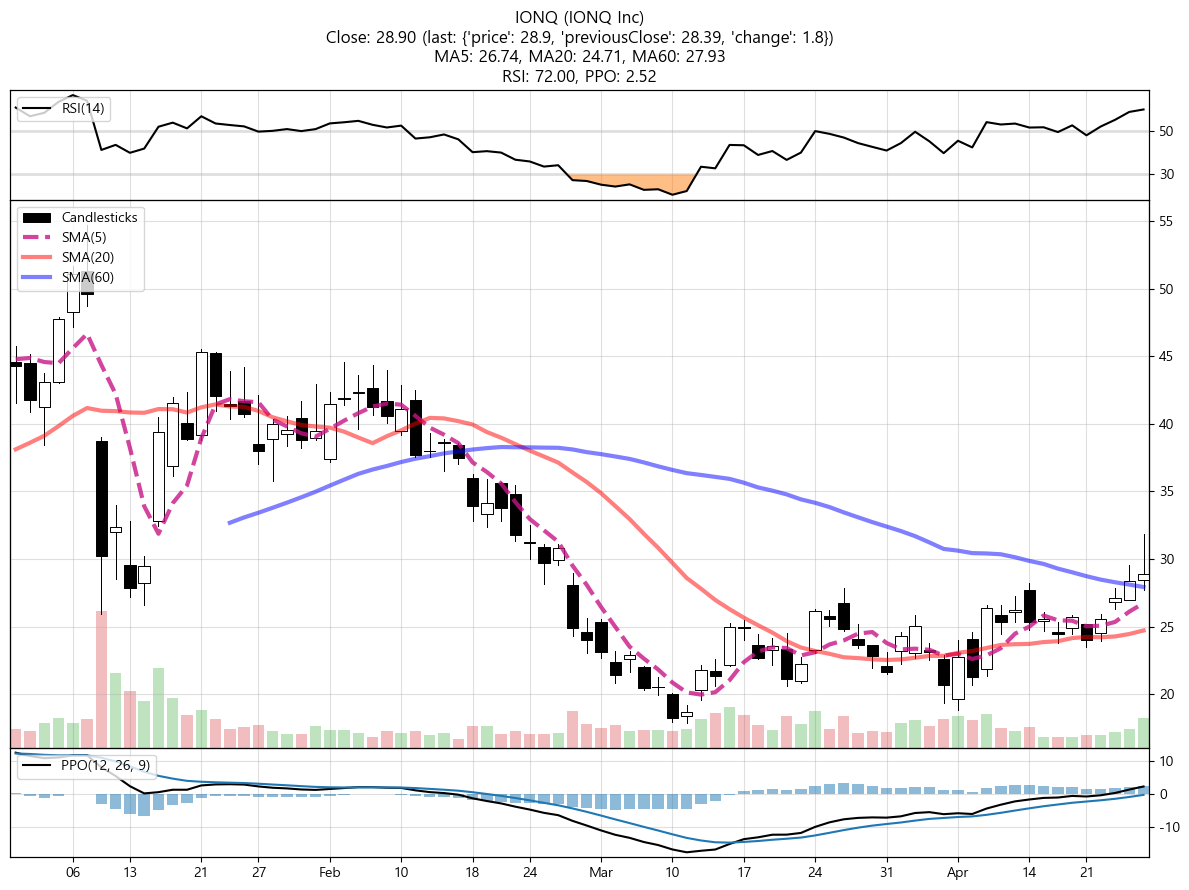 IONQ (IONQ Inc)
Close: 28.90 (last: {'price': 28.9, 'previousClose': 28.39, 'change': 1.8})
MA5: 26.74, MA20: 24.71, MA60: 27.93
RSI: 72.00, PPO: 2.52
RSI(14)
50
30
Candlesticks
SMA(5)
SMA(20)
SMA(60)
55
50
45
40
35
30
25
20
PPO(12, 26, 9)
10
0
-10
06 13 21 27 Feb 10 18 24 Mar 10 17 24 31 Apr 14 21